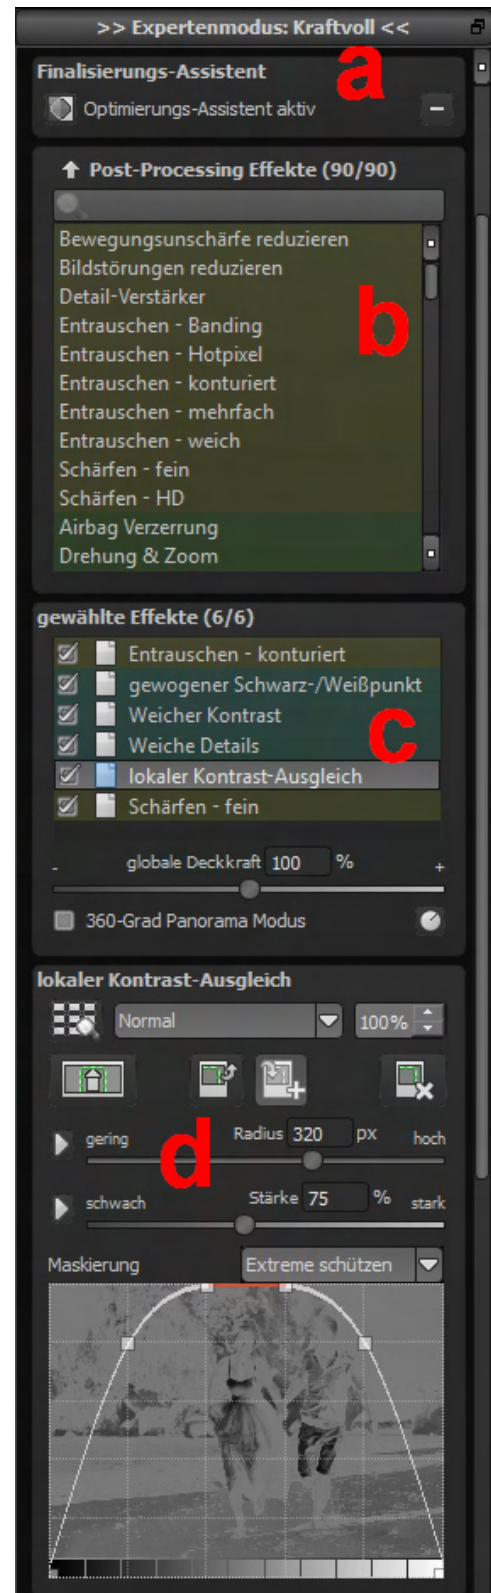 >> Expertenmodus: Kraftvoll <<
a
Finalisierungs-Assistent
Optimierungs-Assistent aktiv
Post-Processing Effekte (90/90)
Bewegungsunschärfe reduzieren
Bildstörungen reduzieren
Detail-Verstärker
b
Entrauschen - Banding
Entrauschen - Hotpixel
Entrauschen - konturiert
Entrauschen - mehrfach
Entrauschen - weich
Schärfen - fein
Schärfen - HD
Airbag Verzerrung
Drehung & Zoom
gewählte Effekte (6/6)
Entrauschen - konturiert
gewogener Schwarz-/Weißpunkt
Weicher Kontrast
c
Weiche Details
lokaler Kontrast-Ausgleich
Schärfen - fein
- globale Deckkraft 100 % +
360-Grad Panorama Modus
lokaler Kontrast-Ausgleich
Normal 100%
gering Radius 320 px hoch
d
schwach Stärke 75 % stark
Maskierung Extreme schützen